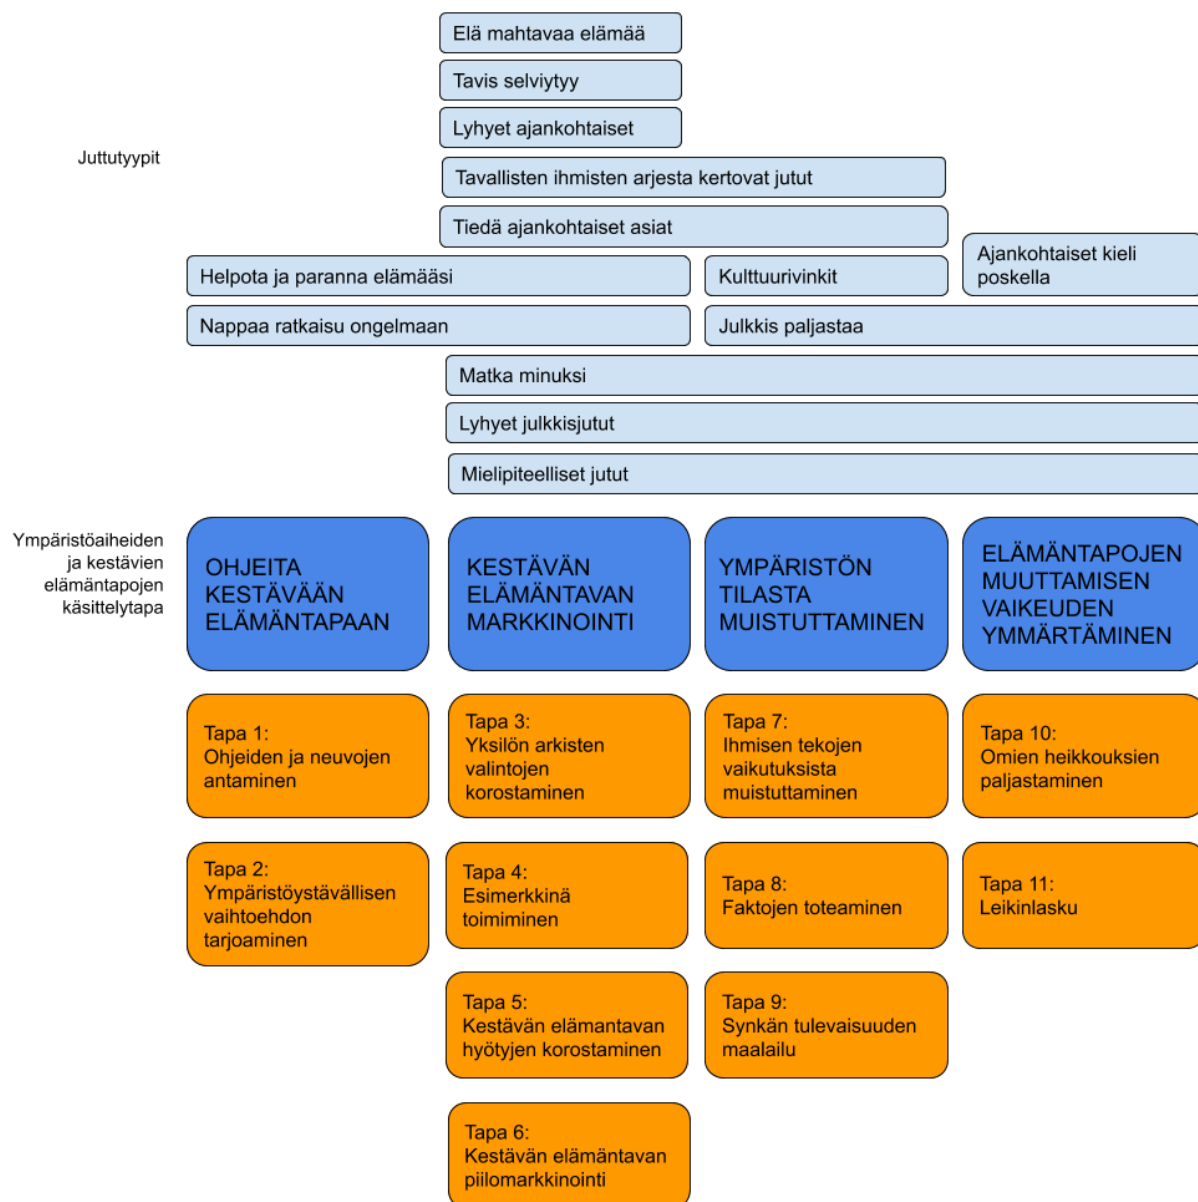 Elä mahtavaa elämää
Tavis selviytyy
Lyhyet ajankohtaiset
Juttutyypit
Tavallisten ihmisten arjesta kertovat jutut
Tiedä ajankohtaiset asiat
Ajankohtaiset kieli
poskella
Helpota ja paranna elämääsi
Kulttuurivinkit
Nappaa ratkaisu ongelmaan
Julkkis paljastaa
Matka minuksi
Lyhyet julkkisjutut
Mielipiteelliset jutut
Ympäristöaiheiden
ja kestävien
elämäntapojen
käsittelytapa
OHJEITA
KESTÄVÄÄN
ELÄMÄNTAPAAN
KESTÄVÄN
ELÄMÄNTAVAN
MARKKINOINTI
YMPÄRISTÖN
TILASTA
MUISTUTTAMINEN
ELÄMÄNTAPOJEN
MUUTTAMISEN
VAIKEUDEN
YMMÄRTÄMINEN
Tapa 1:
Ohjeiden ja neuvojen
antaminen
Tapa 3:
Yksilön arkisten
valintojen
korostaminen
Tapa 7:
Ihmisen tekojen
vaikutuksista
muistuttaminen
Tapa 10:
Omien heikkouksien
paljastaminen
Tapa 2:
Ympäristöystävällisen
vaihtoehdon
tarjoaminen
Tapa 4:
Esimerkkinä
toimiminen
Tapa 8:
Faktojen toteaminen
Tapa 11:
Leikinlasku
Tapa 5:
Kestävän elämantavan
hyötyjen korostaminen
Tapa 9:
Synkän tulevaisuuden
maalailu
Tapa 6:
Kestävän elämäntavan
piilomarkkinointi